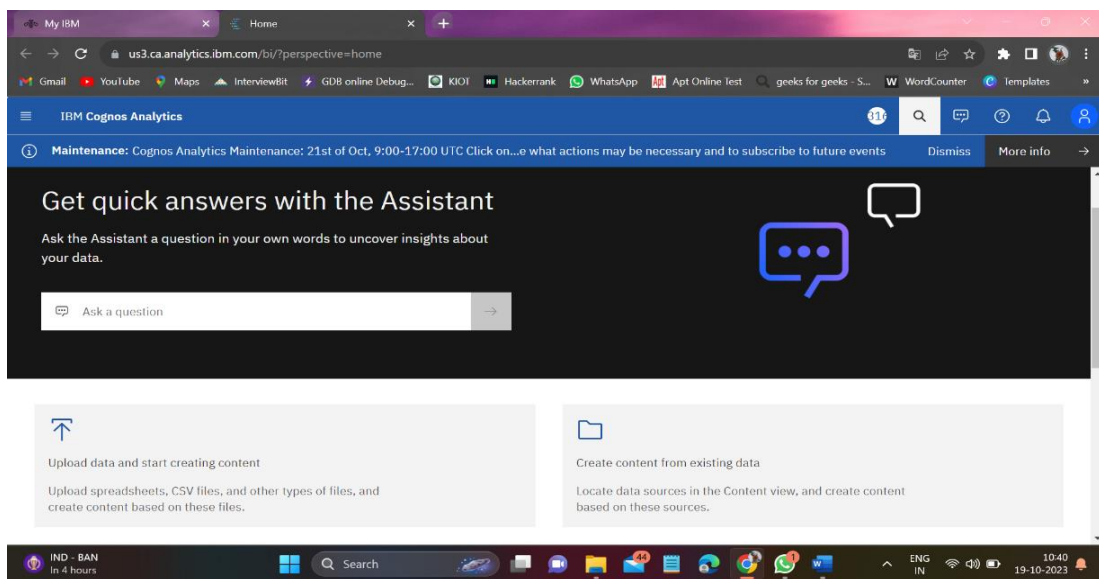 My IBM
Home
us3.ca.analytics.ibm.com/bi/?perspective=home
Gmail YouTube Maps InterviewBit GDB online Debug... KIOT Hackerrank WhatsApp Apt Online Test geeks for geeks - S... WordCounter Templates »
IBM Cognos Analytics
Maintenance: Cognos Analytics Maintenance: 21st of Oct, 9:00-17:00 UTC Click on...e what actions may be necessary and to subscribe to future events Dismiss More info
Get quick answers with the Assistant
Ask the Assistant a question in your own words to uncover insights about
your data.
Ask a question
Upload data and start creating content
Upload spreadsheets, CSV files, and other types of files, and
create content based on these files.
Create content from existing data
Locate data sources in the Content view, and create content
based on these sources.
IND - BAN
In 4 hours
Search
44
1
ENG
IN
10:40
19-10-2023